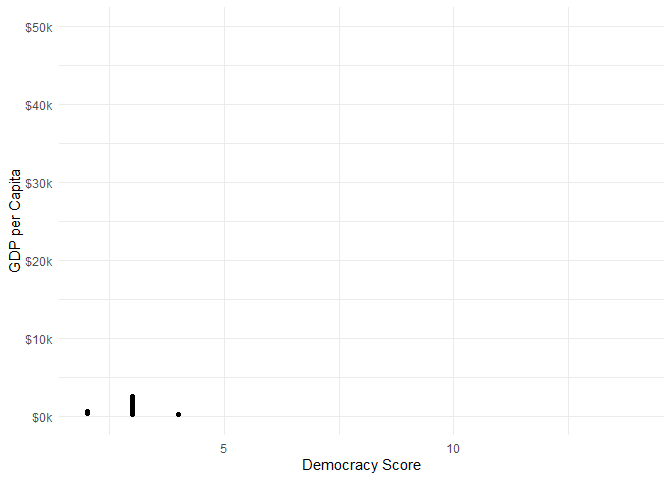 $50k
$40k
$30k
$20k
$10k
$0k
GDP per Capita
5
10
Democracy Score